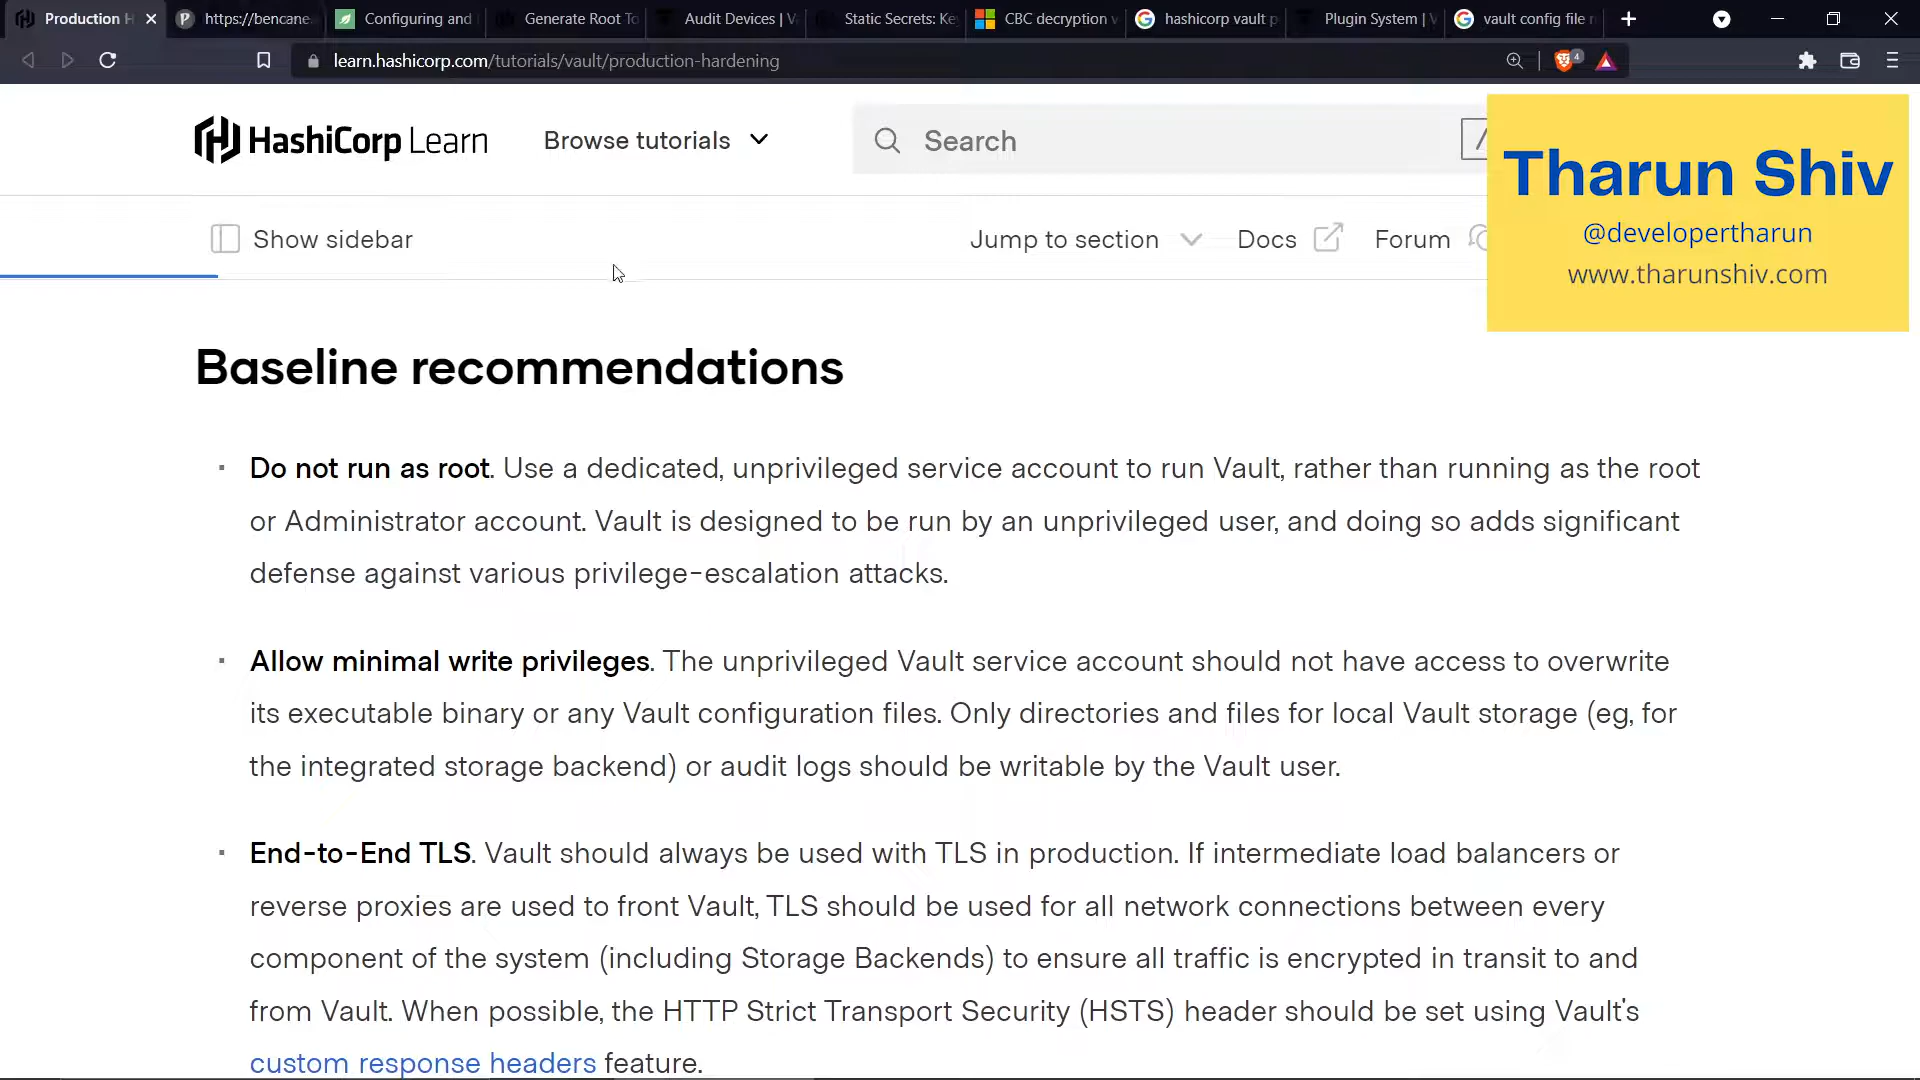 Production H
https://bencane.
Configuring and
Generate Root To
Audit Devices | V
Static Secrets: Ke
CBC decryption v
hashicorp vault p
Plugin System | V
vault config file r
learn.hashicorp.com/tutorials/vault/production-hardening
4
HashiCorp Learn
Browse tutorials
Search
/
Tharun Shiv
@developertharun
www.tharunshiv.com
Show sidebar
Jump to section
Docs
Forum
Baseline recommendations
Do not run as root. Use a dedicated, unprivileged service account to run Vault, rather than running as the root
or Administrator account. Vault is designed to be run by an unprivileged user, and doing so adds significant
defense against various privilege-escalation attacks.
Allow minimal write privileges. The unprivileged Vault service account should not have access to overwrite
its executable binary or any Vault configuration files. Only directories and files for local Vault storage (eg, for
the integrated storage backend) or audit logs should be writable by the Vault user.
End-to-End TLS. Vault should always be used with TLS in production. If intermediate load balancers or
reverse proxies are used to front Vault, TLS should be used for all network connections between every
component of the system (including Storage Backends) to ensure all traffic is encrypted in transit to and
from Vault. When possible, the HTTP Strict Transport Security (HSTS) header should be set using Vault's
custom response headers feature.